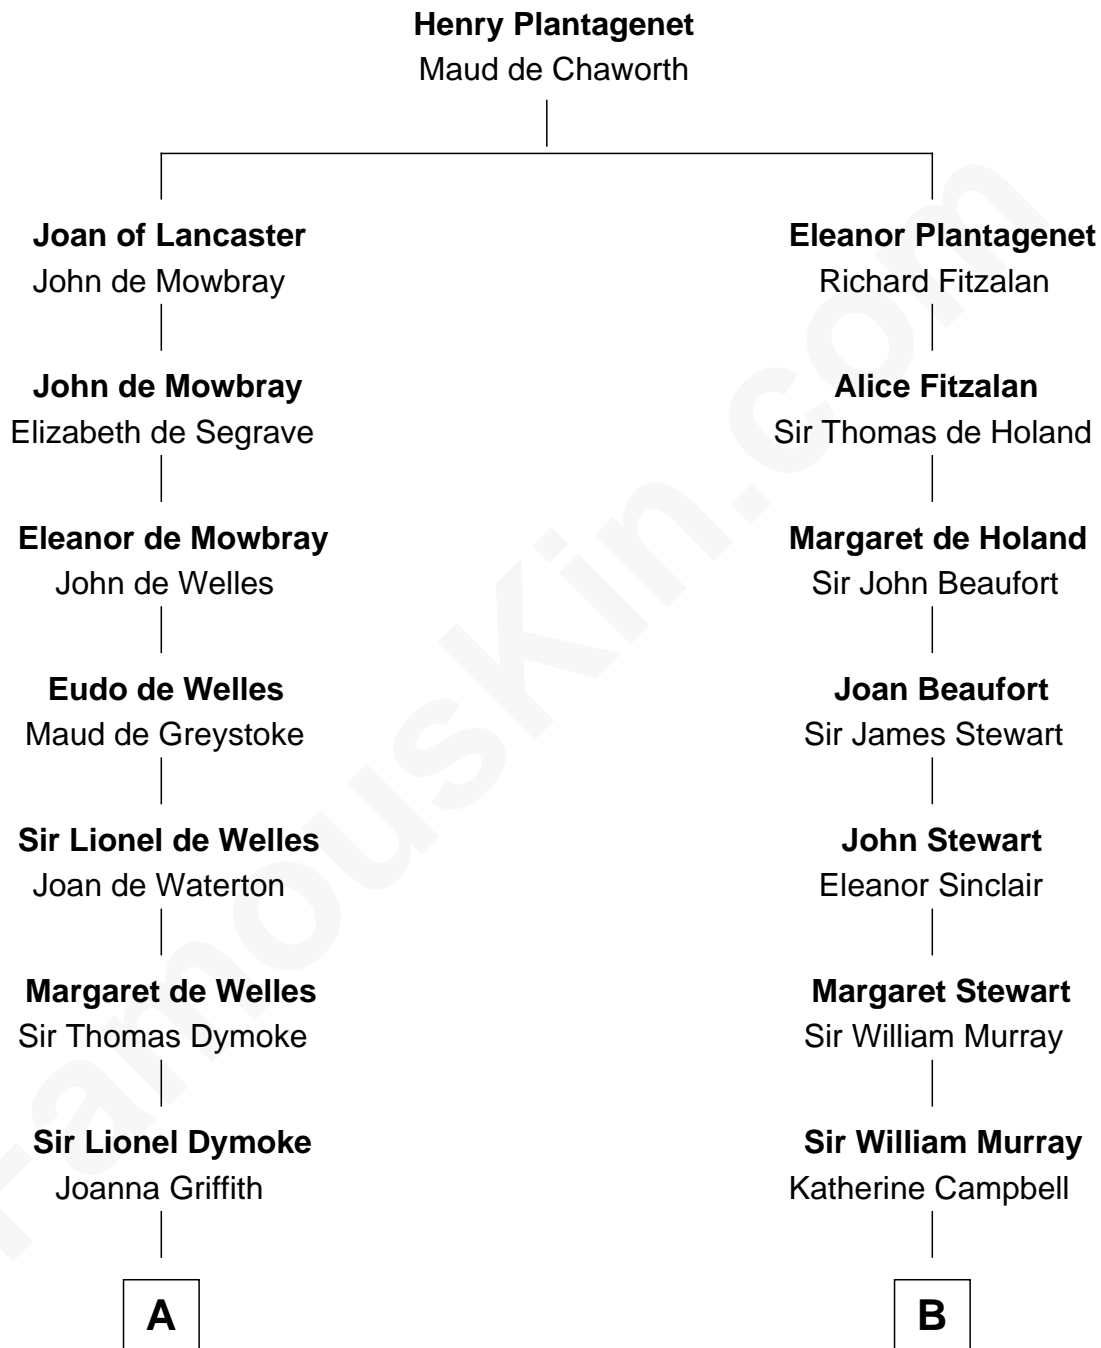 Henry Plantagenet
Maud de Chaworth
Joan of Lancaster
John de Mowbray
Eleanor Plantagenet
Richard Fitzalan
John de Mowbray
Elizabeth de Segrave
Alice Fitzalan
Sir Thomas de Holand
Eleanor de Mowbray
John de Welles
Margaret de Holand
Sir John Beaufort
Eudo de Welles
Maud de Greystoke
Joan Beaufort
Sir James Stewart
Sir Lionel de Welles
Joan de Waterton
John Stewart
Eleanor Sinclair
Margaret de Welles
Sir Thomas Dymoke
Margaret Stewart
Sir William Murray
Sir Lionel Dymoke
Joanna Griffith
Sir William Murray
Katherine Campbell
A
B
FamousKin.com